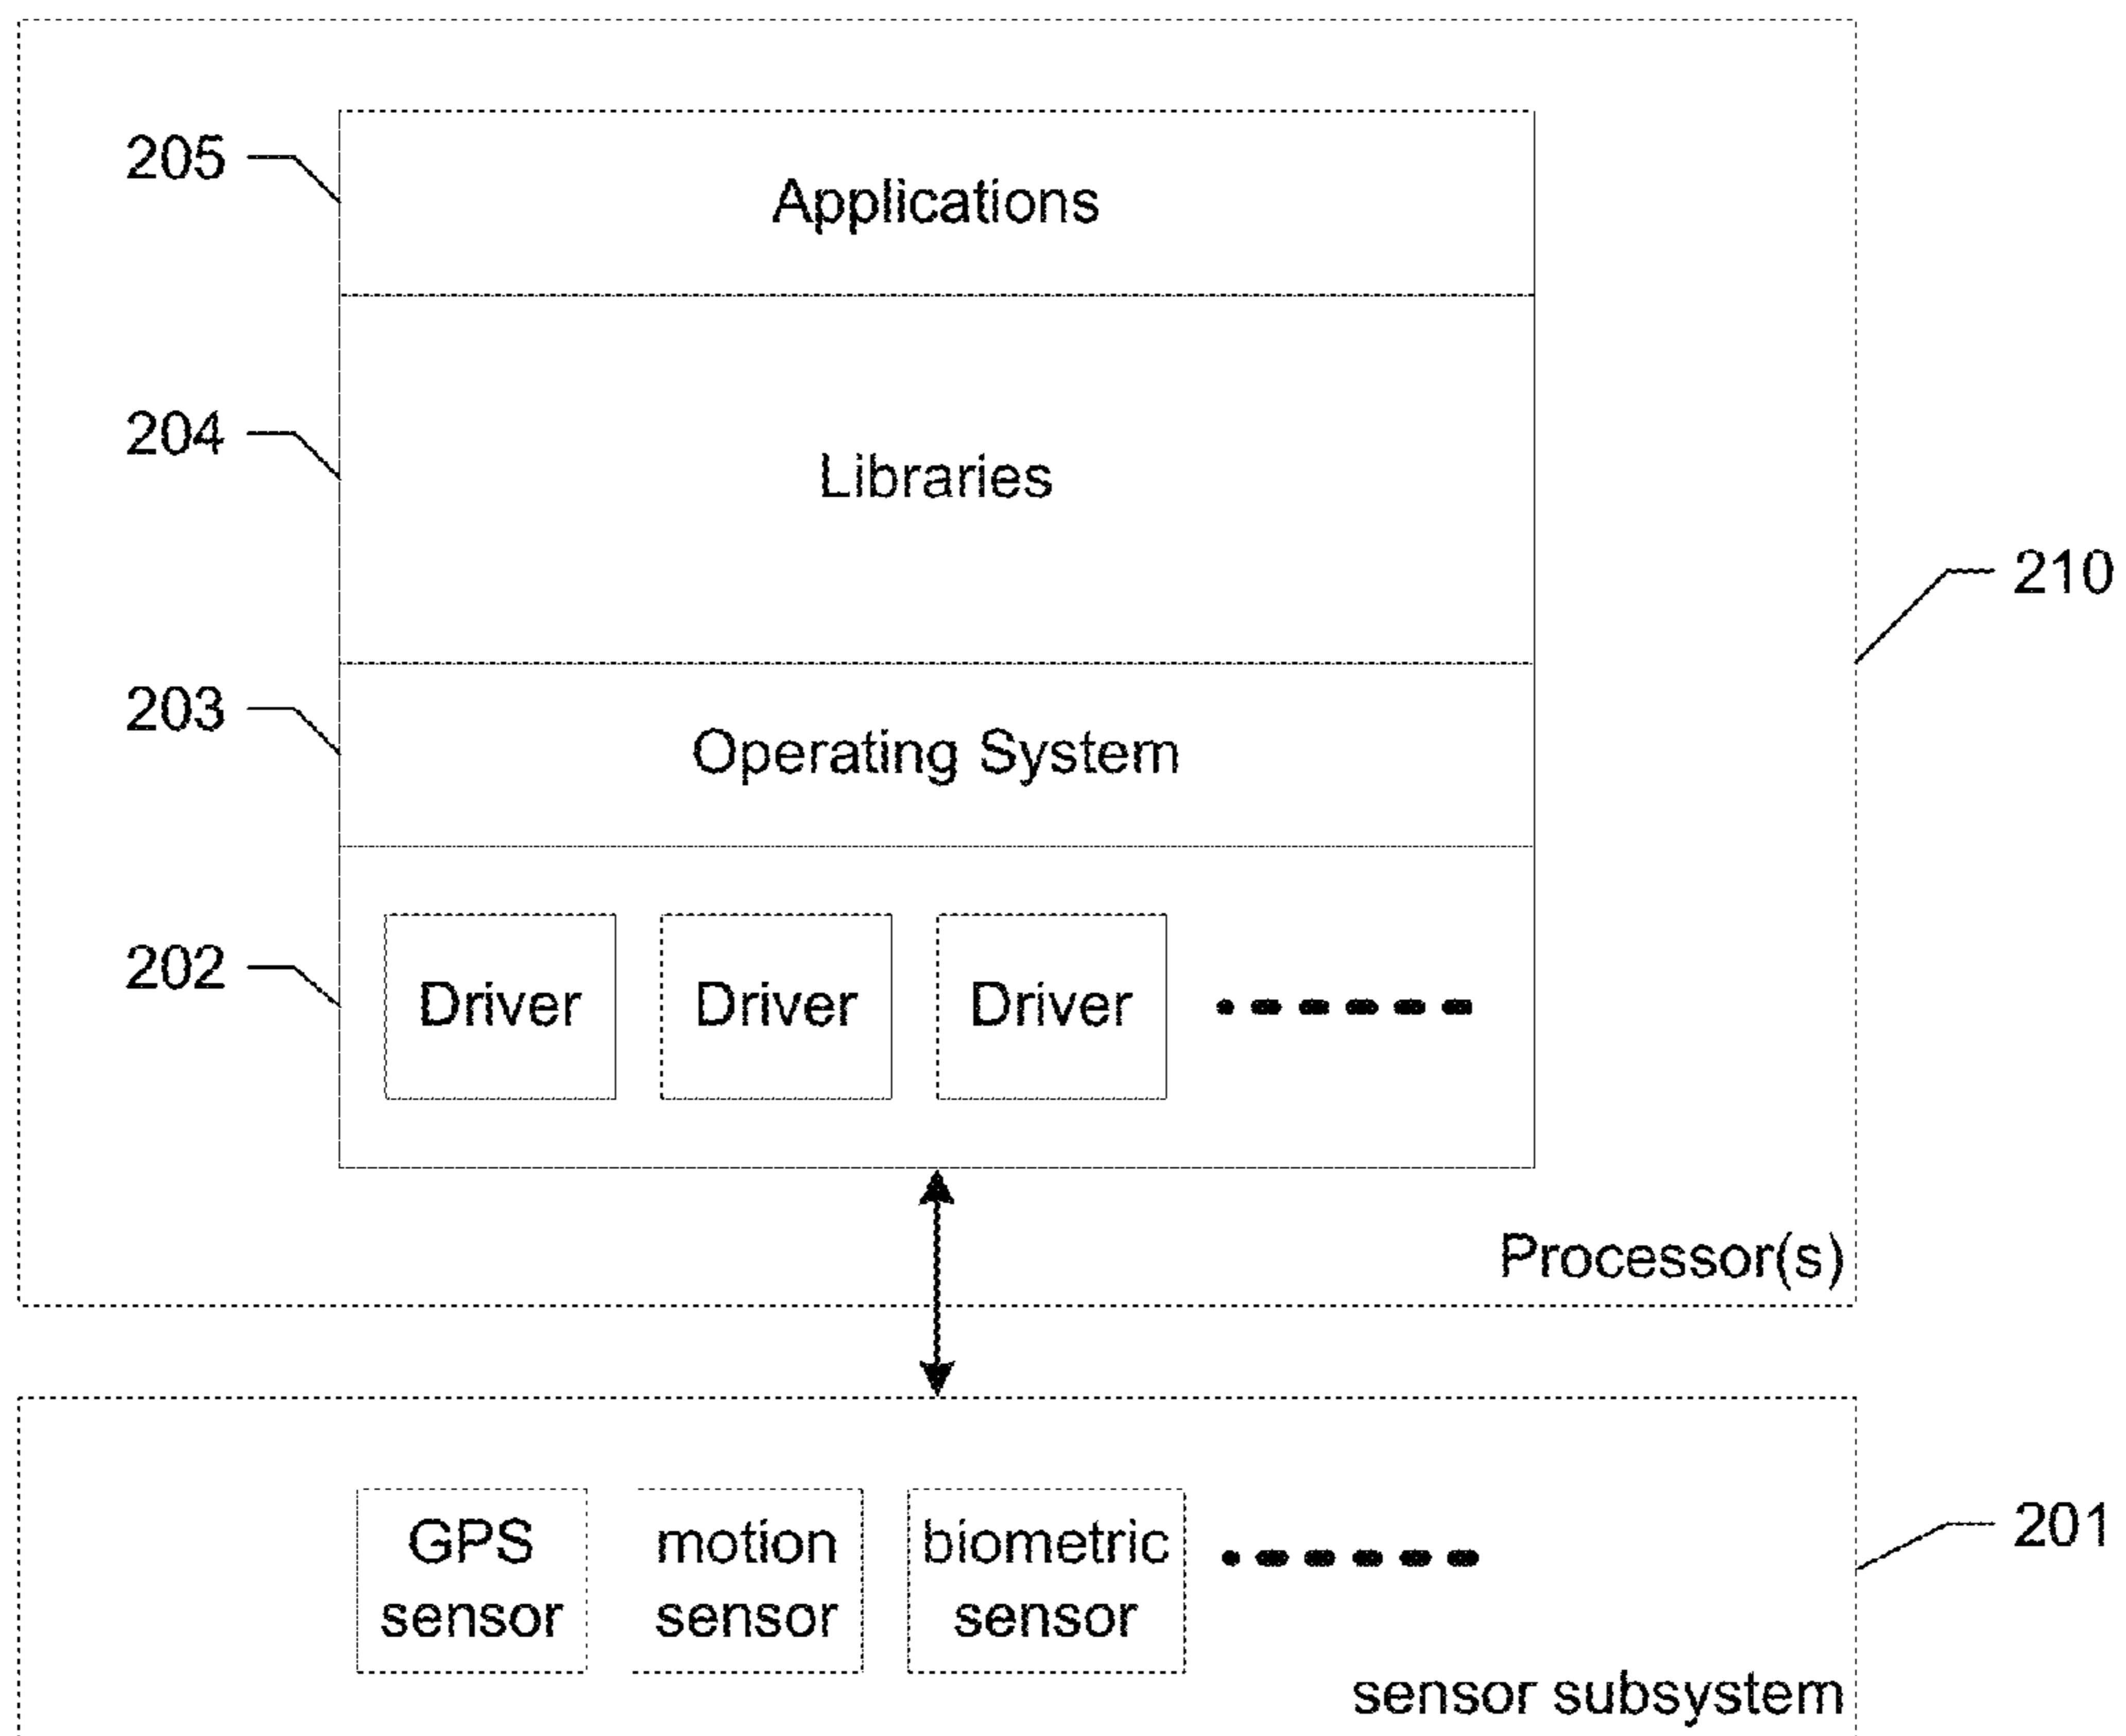 205
Applications
204
Libraries
210
203
Operating System
202
Driver Driver Driver
Processor(s)
201
GPS sensor
motion sensor
biometric sensor
sensor subsystem